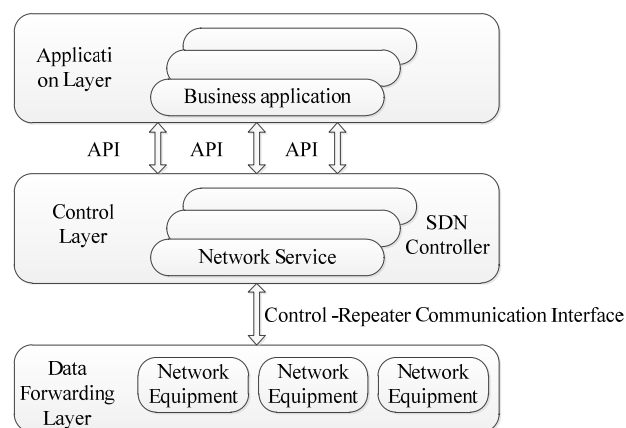 Applicati
on Layer
Business application
API API API
Control
Layer
SDN
Controller
Network Service
Control -Repeater Communication Interface
Data
Forwarding
Layer
Network
Equipment
Network
Equipment
Network
Equipment